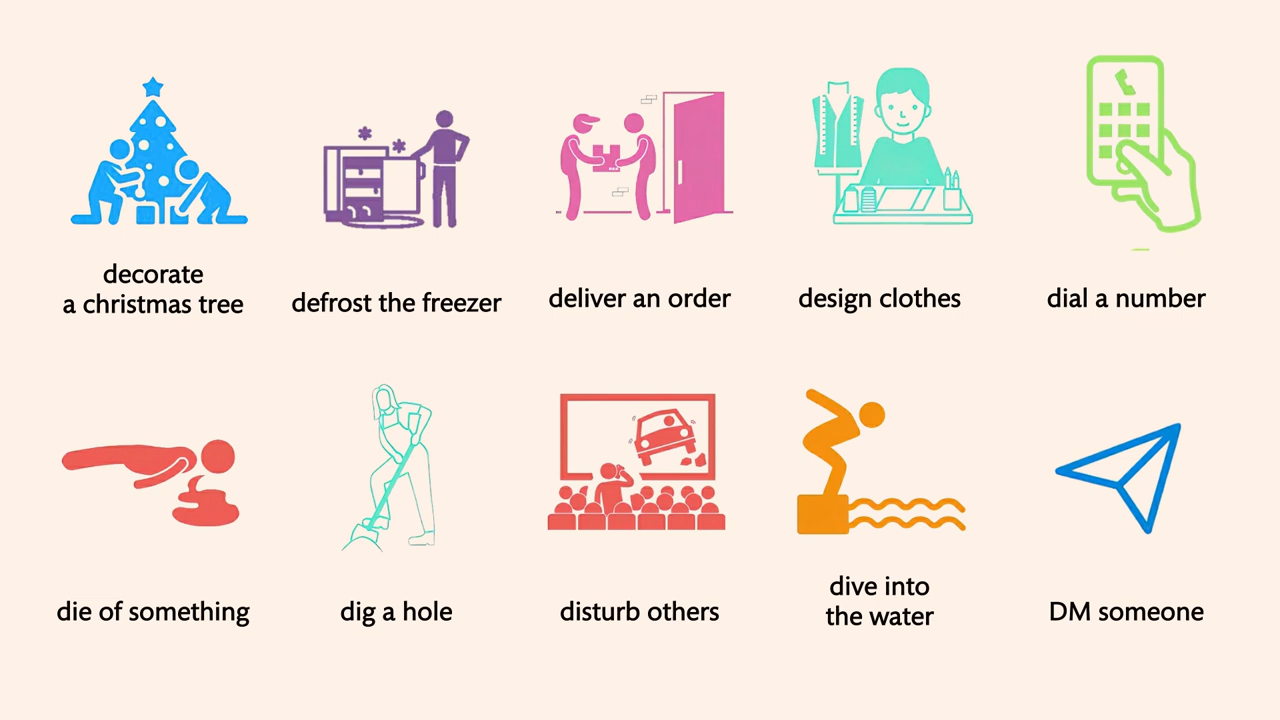 decorate
a christmas tree
defrost the freezer
deliver an order
design clothes
dial a number
die of something
dig a hole
disturb others
dive into
the water
DM someone